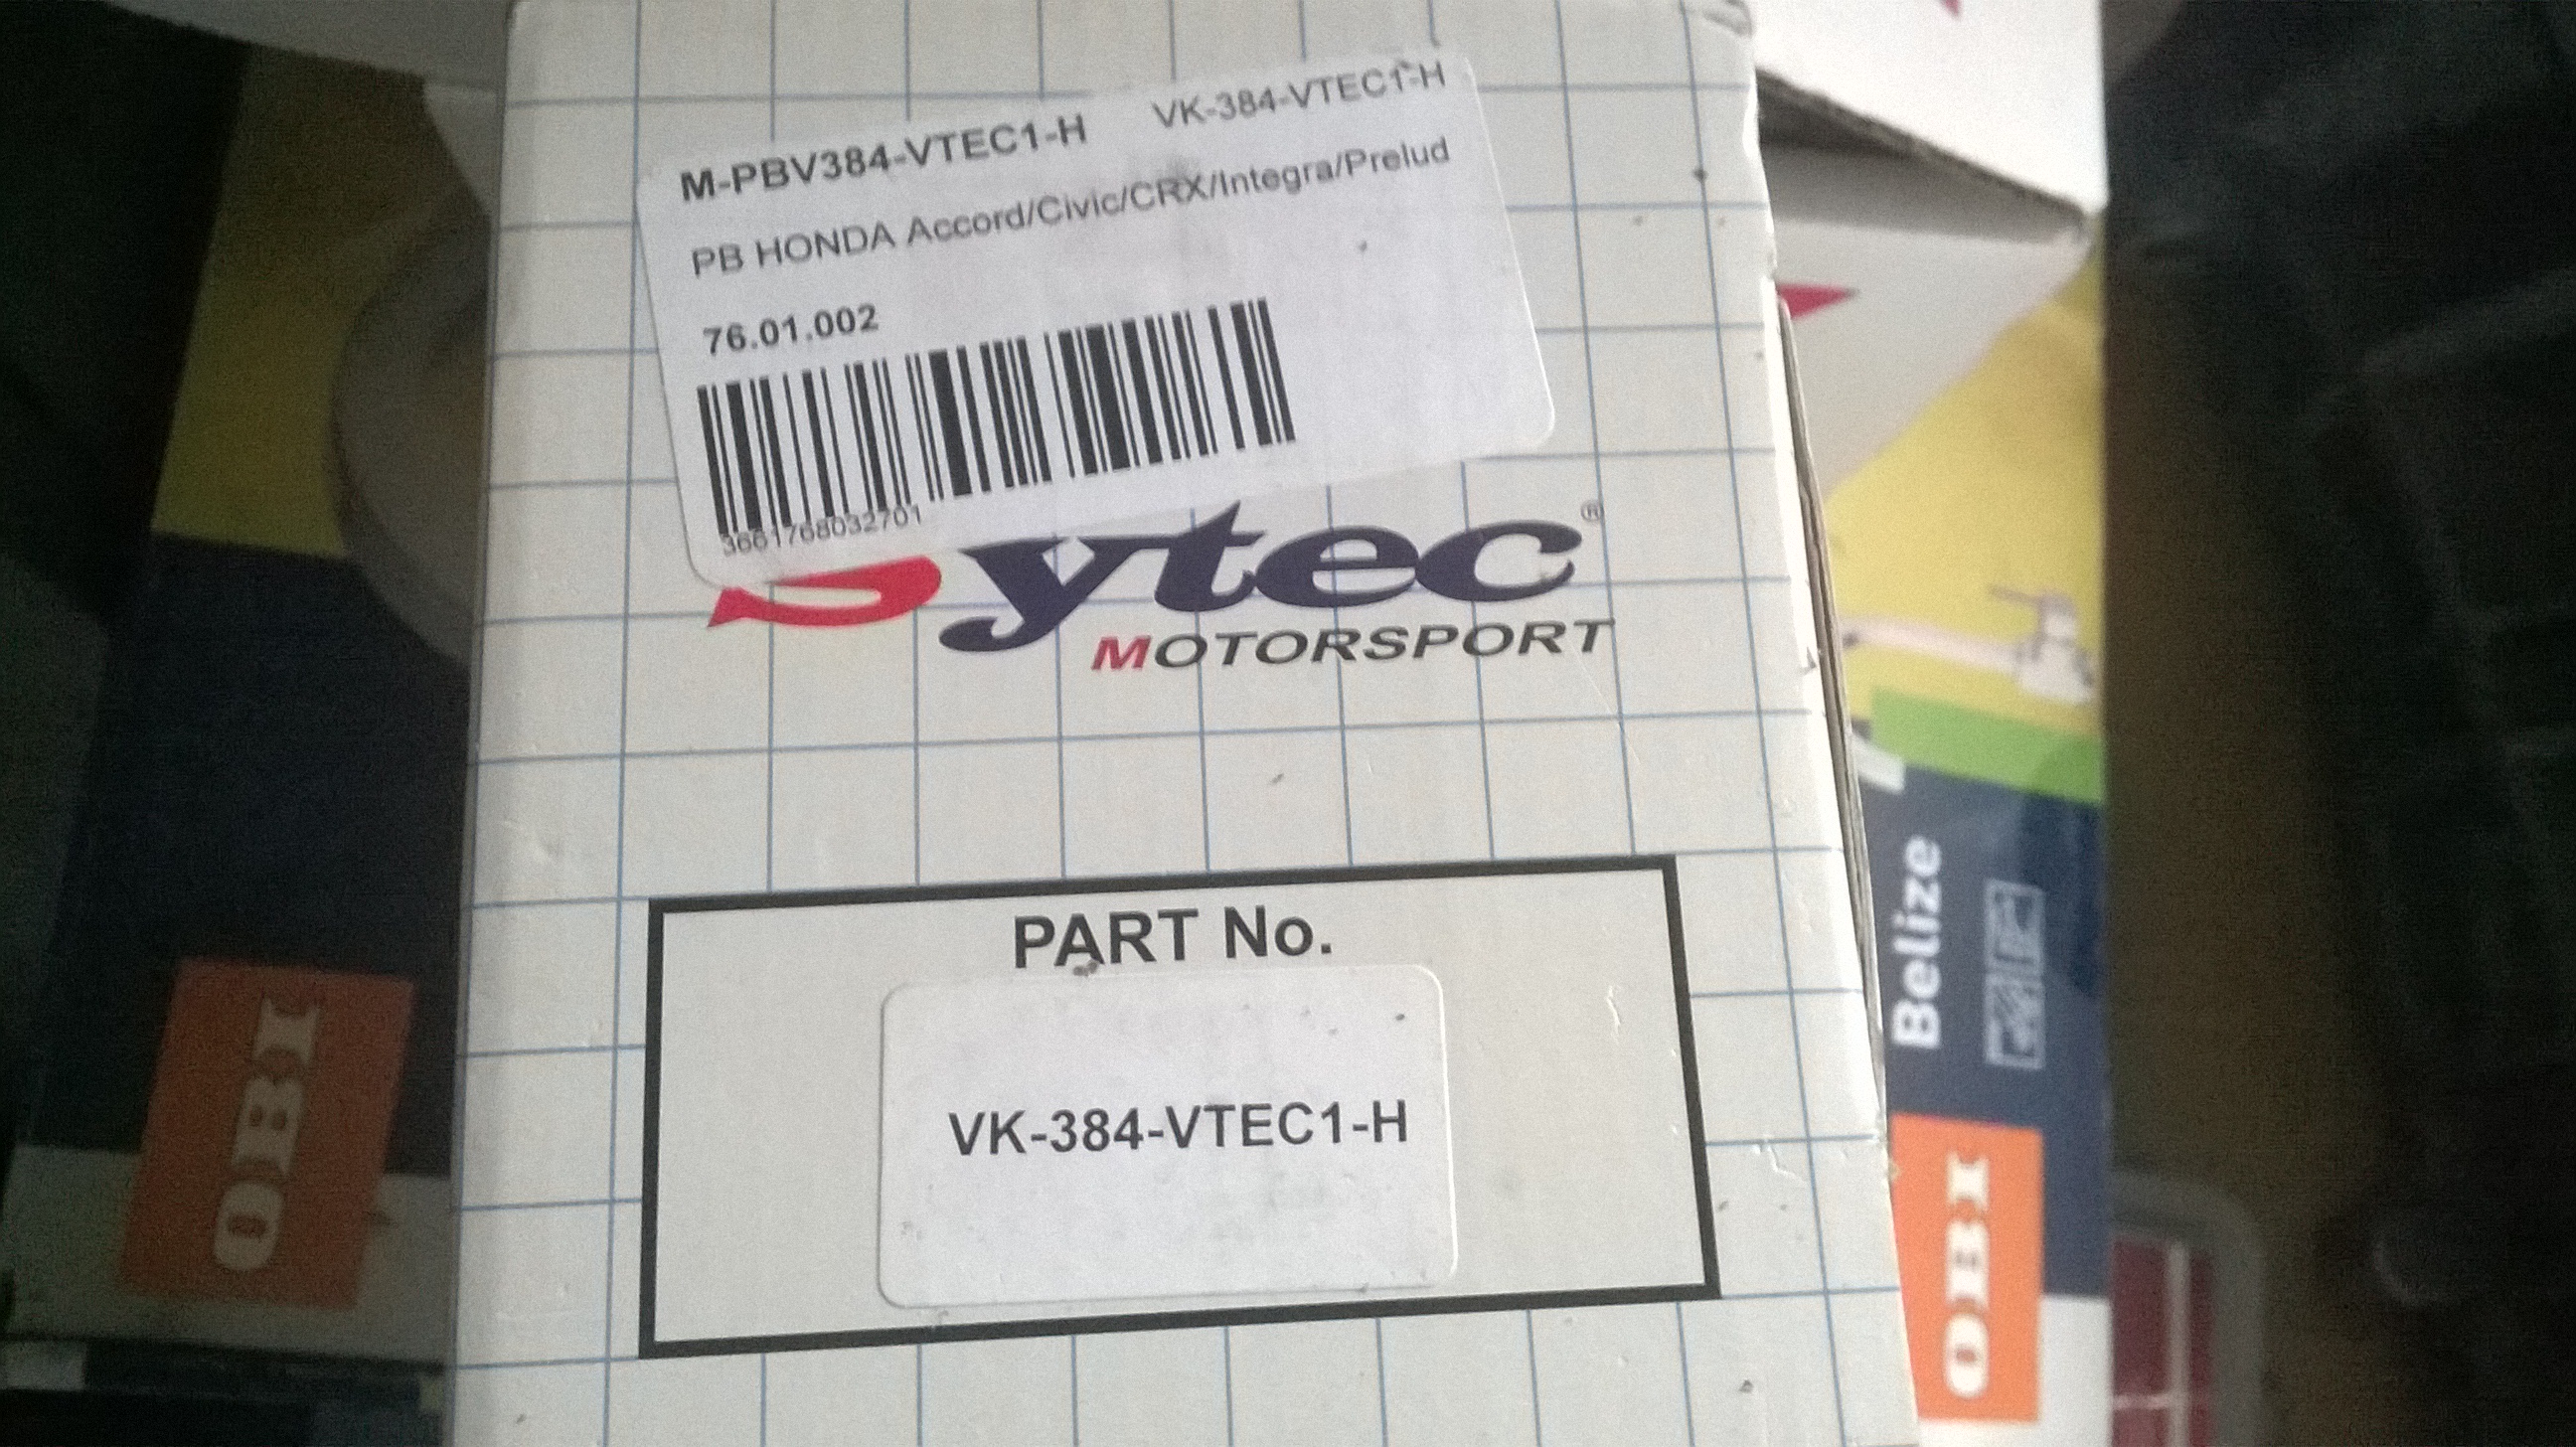 M-PBV384-VTEC1-H VK-384-VTEC1-H
PB HONDA Accord/Civic/CRX/Integra/Prelud
76.01.002
3661768032701
Sytec®
MOTORSPORT
PART No.
VK-384-VTEC1-H
OBI
Belize
OBI